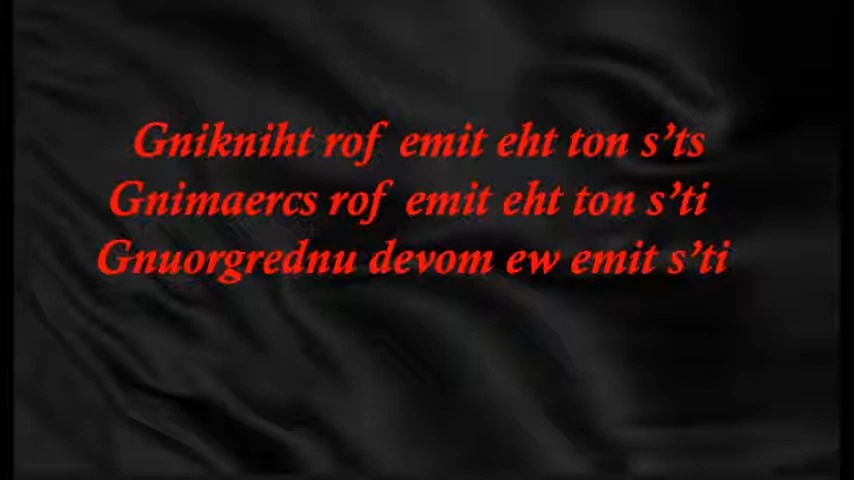 Gnikniht rof emit eht ton s’ts
Gnimaercs rof emit eht ton s’ti
Gnuorgrednu devom ew emit s’ti